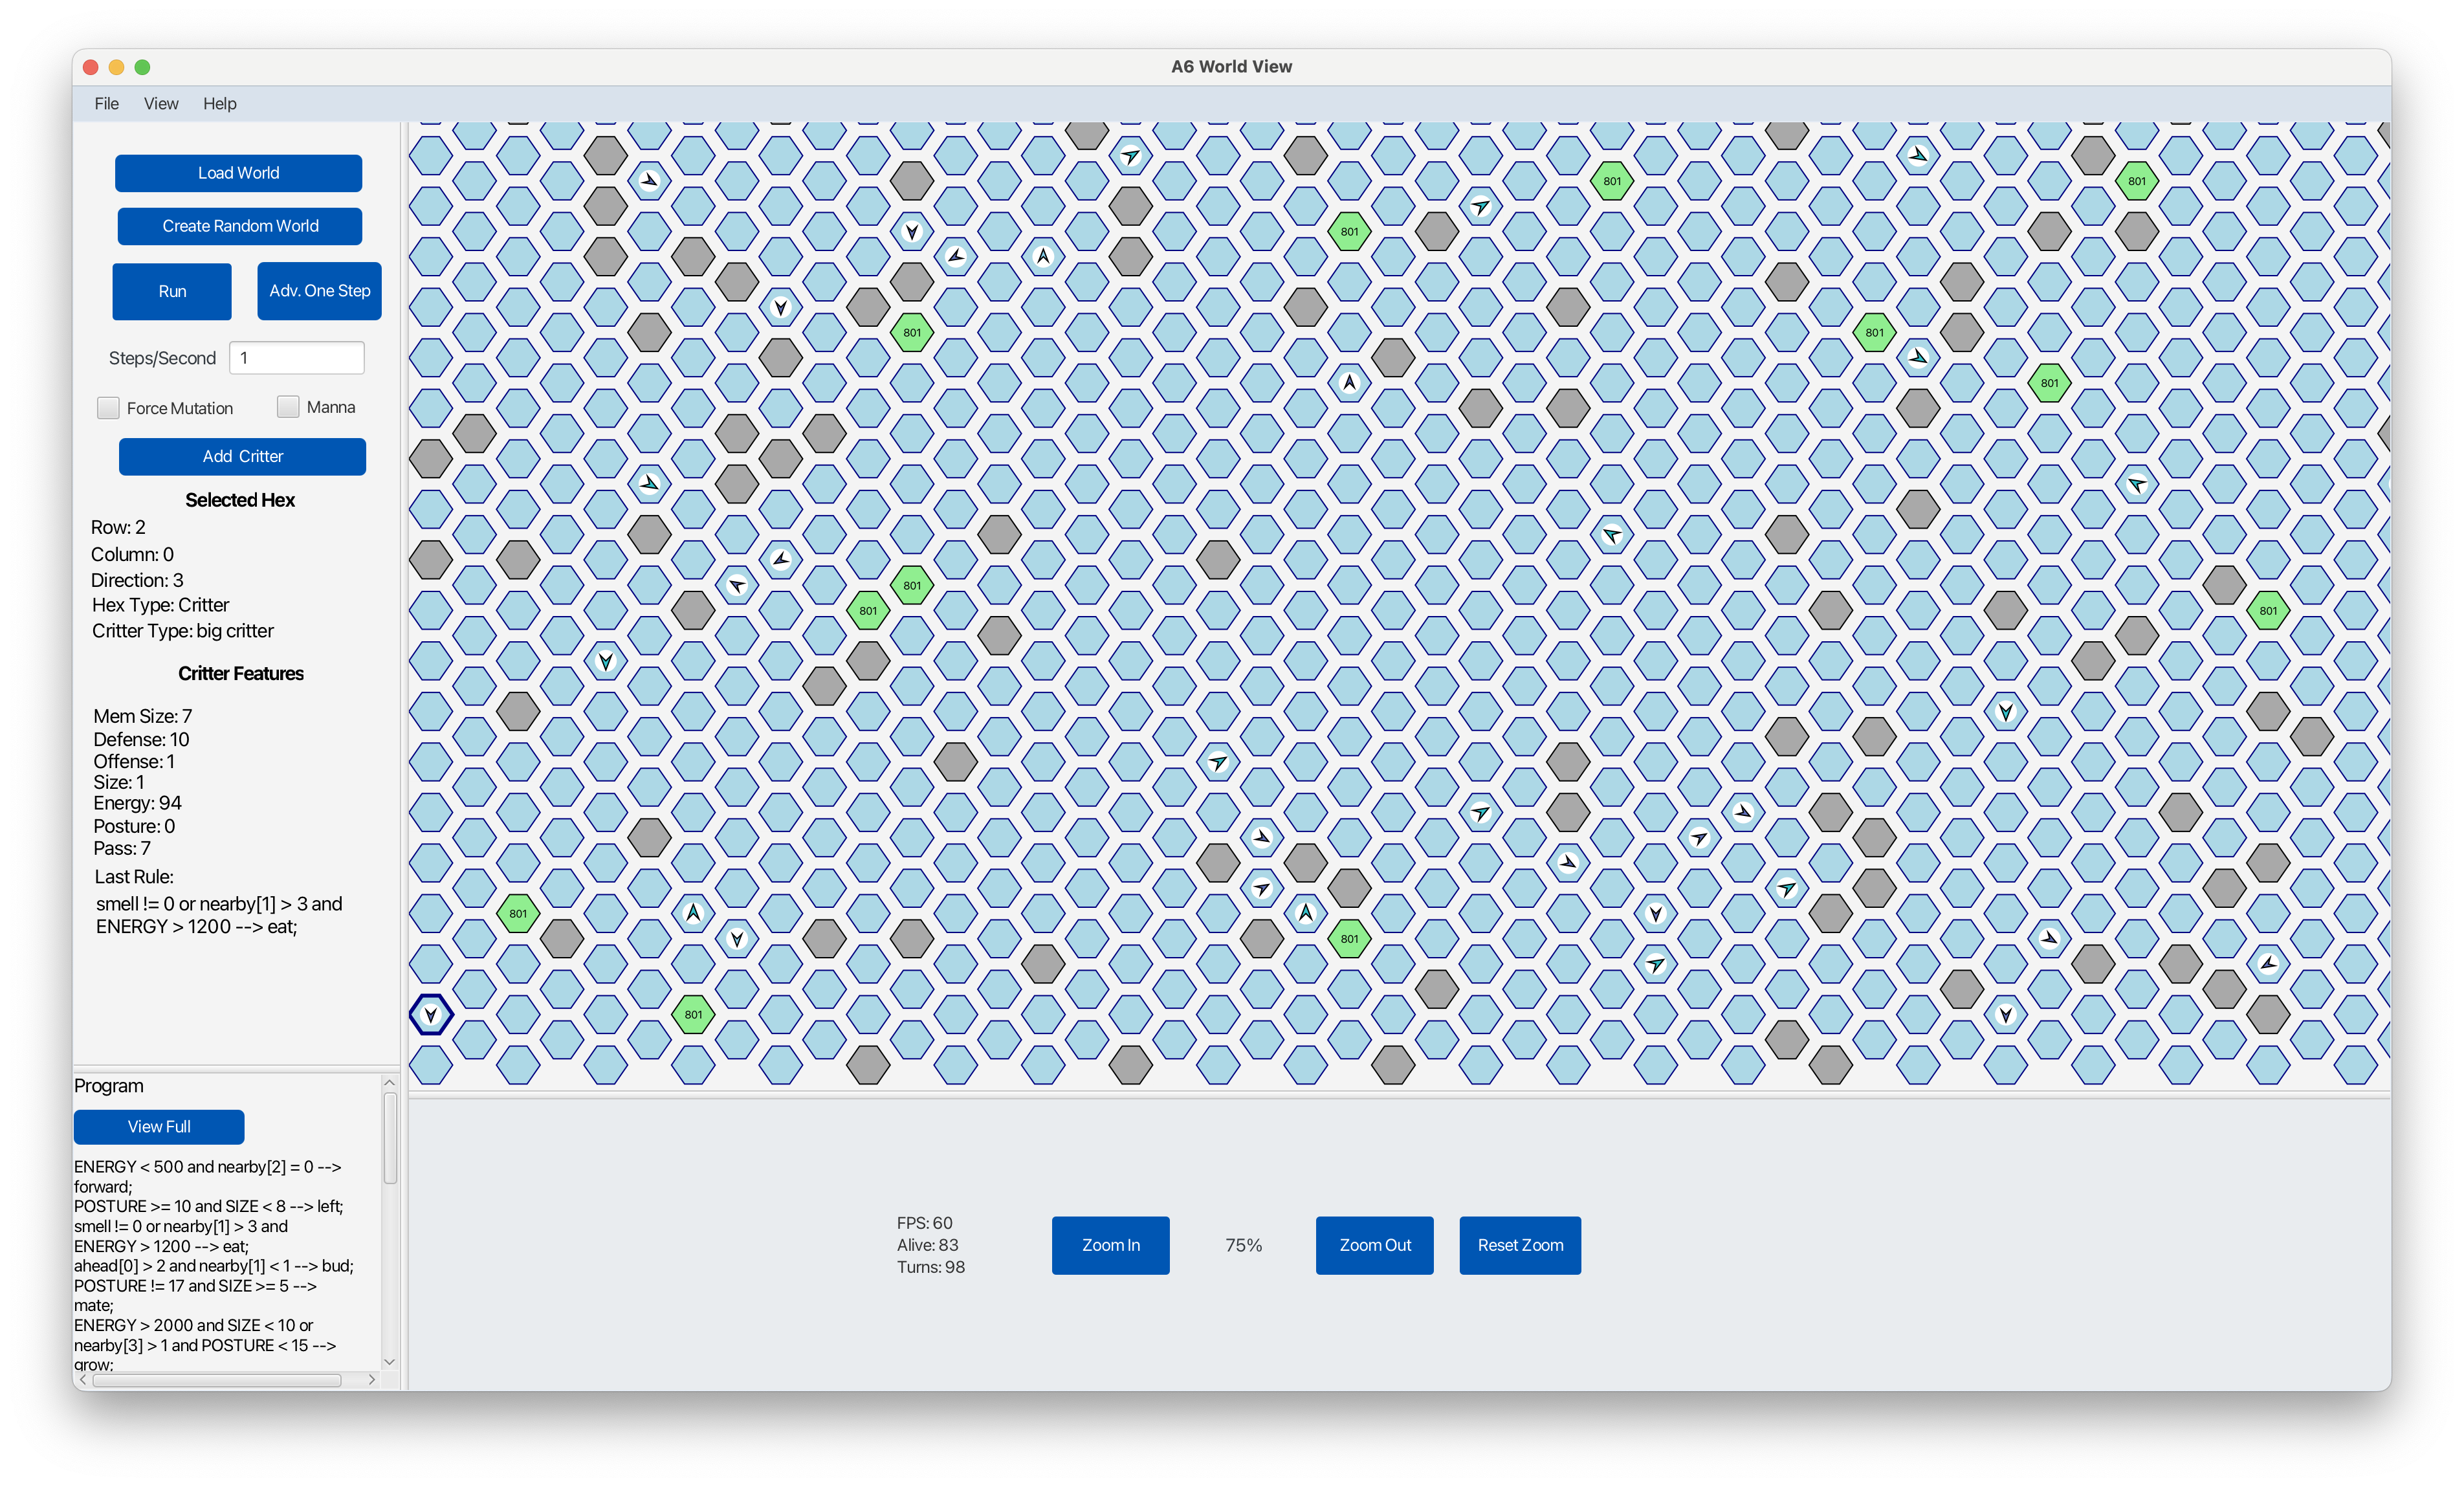 A6 World View
File View Help
Load World
Create Random World
Run Adv. One Step
Steps/Second 1
Force Mutation Manna
Add Critter
Selected Hex
Row: 2
Column: 0
Direction: 3
Hex Type: Critter
Critter Type: big critter
Critter Features
Mem Size: 7
Defense: 10
Offense: 1
Size: 1
Energy: 94
Posture: 0
Pass: 7
Last Rule:
smell != 0 or nearby[1] > 3 and
ENERGY > 1200 --> eat;
Program
View Full
ENERGY < 500 and nearby[2] = 0 -->
forward;
POSTURE >= 10 and SIZE < 8 --> left;
smell != 0 or nearby[1] > 3 and
ENERGY > 1200 --> eat;
ahead[0] > 2 and nearby[1] < 1 --> bud;
POSTURE != 17 and SIZE >= 5 -->
mate;
ENERGY > 2000 and SIZE < 10 or
nearby[3] > 1 and POSTURE < 15 -->
grow;
801 801
801
801 801
801
801
801 801
801
801
801
FPS: 60
Alive: 83
Turns: 98
Zoom In 75% Zoom Out Reset Zoom